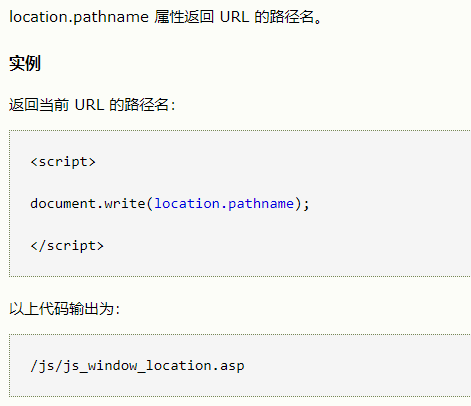 location.pathname 属性返回 URL 的路径名。
实例
返回当前 URL 的路径名：
<script>
document.write(location.pathname);
</script>
以上代码输出为：
/js/js_window_location.asp